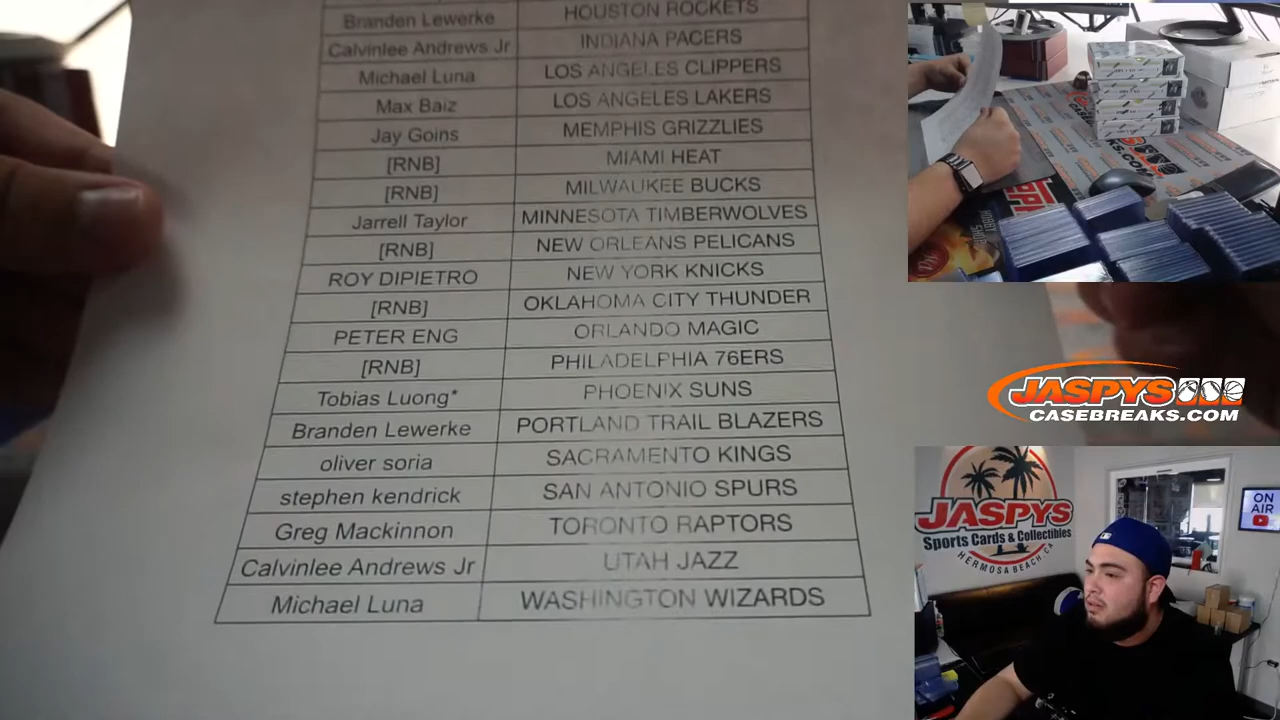 Branden Lewerke HOUSTON ROCKETS
Calvinlee Andrews Jr INDIANA PACERS
Michael Luna LOS ANGELES CLIPPERS
Max Baiz LOS ANGELES LAKERS
Jay Goins MEMPHIS GRIZZLIES
[RNB] MIAMI HEAT
[RNB] MILWAUKEE BUCKS
Jarrell Taylor MINNESOTA TIMBERWOLVES
[RNB] NEW ORLEANS PELICANS
ROY DIPIETRO NEW YORK KNICKS
[RNB] OKLAHOMA CITY THUNDER
PETER ENG ORLANDO MAGIC
[RNB] PHILADELPHIA 76ERS
Tobias Luong* PHOENIX SUNS
Branden Lewerke PORTLAND TRAIL BLAZERS
oliver soria SACRAMENTO KINGS
stephen kendrick SAN ANTONIO SPURS
Greg Mackinnon TORONTO RAPTORS
Calvinlee Andrews Jr UTAH JAZZ
Michael Luna WASHINGTON WIZARDS
JASPYS
CASEBREAKS.COM
JASPYS
Sports Cards & Collectibles
HERMOSA BEACH, CA
ON
AIR